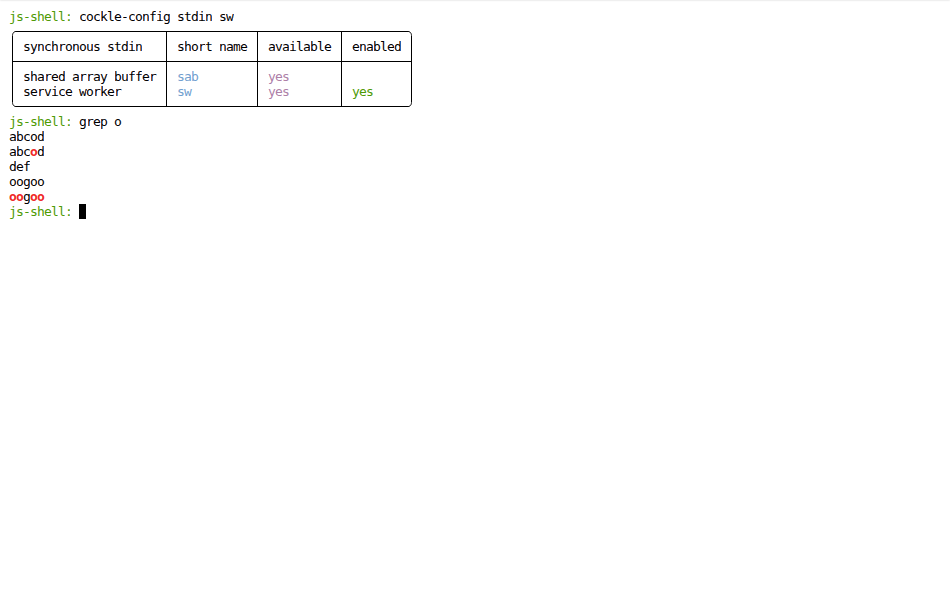 js-shell: cockle-config stdin sw
synchronous stdin short name available enabled
shared array buffer sab yes
service worker sw yes yes
js-shell: grep o
abcod
abcod
def
oogoo
oogoo
js-shell: